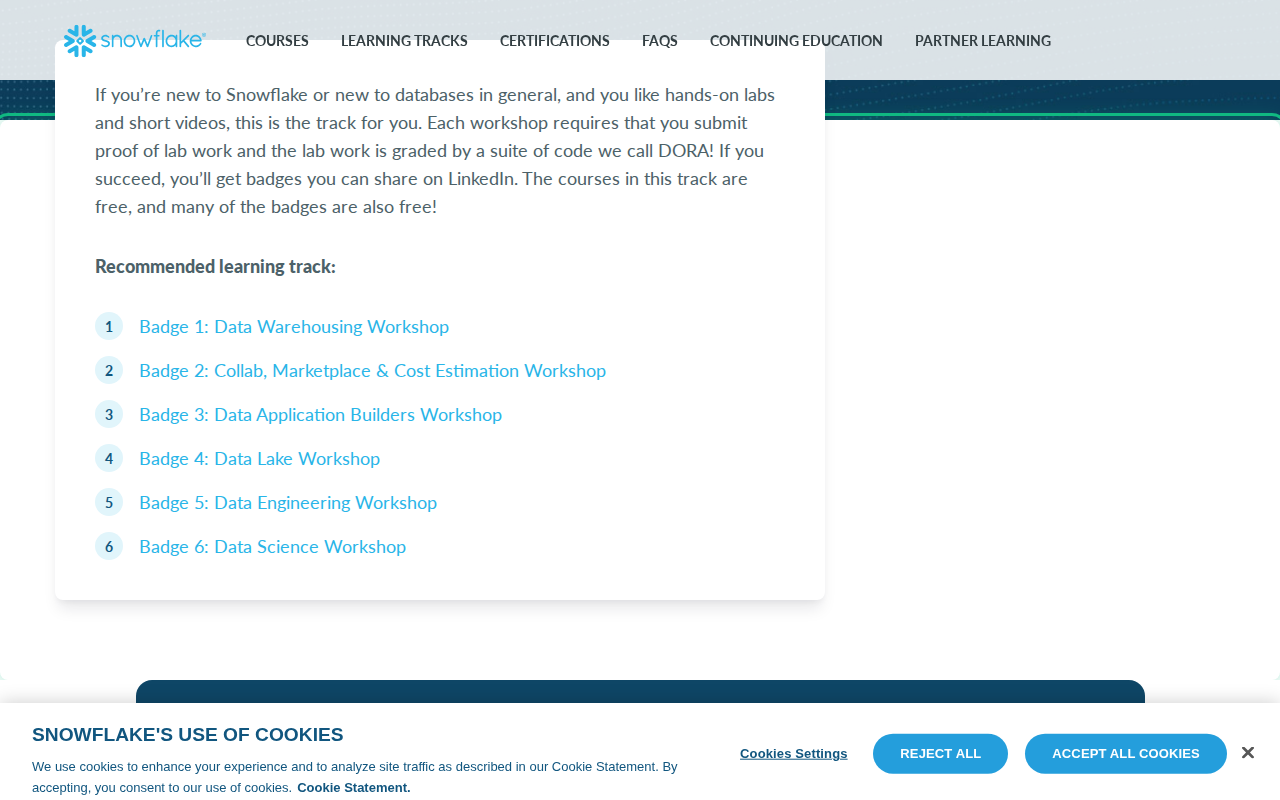 snowflake®
COURSES LEARNING TRACKS CERTIFICATIONS FAQS CONTINUING EDUCATION PARTNER LEARNING
If you’re new to Snowflake or new to databases in general, and you like hands-on labs
and short videos, this is the track for you. Each workshop requires that you submit
proof of lab work and the lab work is graded by a suite of code we call DORA! If you
succeed, you’ll get badges you can share on LinkedIn. The courses in this track are
free, and many of the badges are also free!
Recommended learning track:
1 Badge 1: Data Warehousing Workshop
2 Badge 2: Collab, Marketplace & Cost Estimation Workshop
3 Badge 3: Data Application Builders Workshop
4 Badge 4: Data Lake Workshop
5 Badge 5: Data Engineering Workshop
6 Badge 6: Data Science Workshop
SNOWFLAKE'S USE OF COOKIES
We use cookies to enhance your experience and to analyze site traffic as described in our Cookie Statement. By
accepting, you consent to our use of cookies. Cookie Statement.
Cookies Settings
REJECT ALL
ACCEPT ALL COOKIES